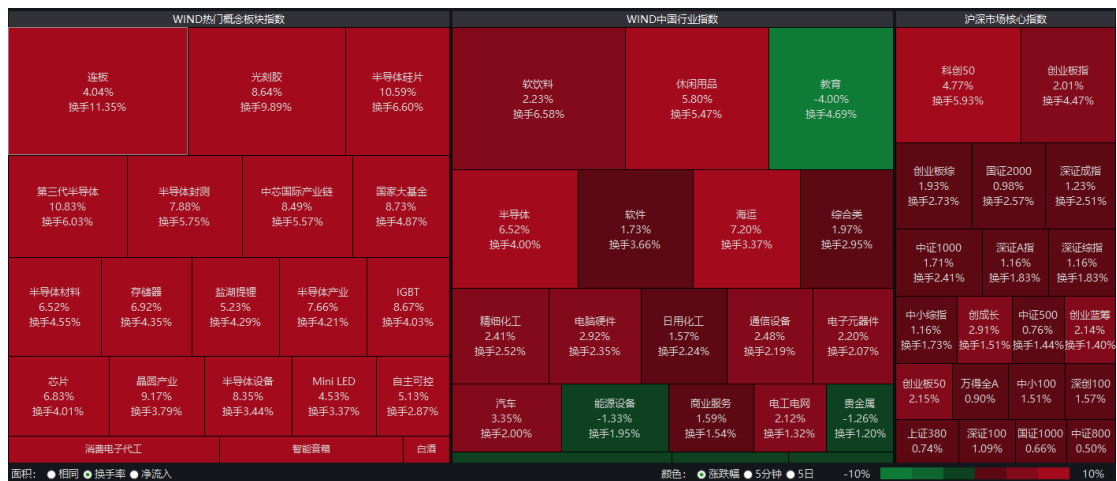 WIND热门概念板块指数
连板
4.04%
换手11.35%
光刻胶
8.64%
换手9.89%
半导体硅片
10.59%
换手6.60%
第三代半导体
10.83%
换手6.03%
半导体封测
7.88%
换手5.75%
中芯国际产业链
8.49%
换手5.57%
国家大基金
8.73%
换手4.87%
半导体材料
6.52%
换手4.55%
存储器
6.92%
换手4.35%
盐湖提锂
5.23%
换手4.29%
半导体产业
7.66%
换手4.21%
IGBT
8.67%
换手4.03%
芯片
6.83%
换手4.01%
晶圆产业
9.17%
换手3.79%
半导体设备
8.35%
换手3.44%
Mini LED
4.53%
换手3.37%
自主可控
5.13%
换手2.87%
消费电子代工
智能音箱
白酒
WIND中国行业指数
软饮料
2.23%
换手6.58%
休闲用品
5.80%
换手5.47%
教育
-4.00%
换手4.69%
半导体
6.52%
换手4.00%
软件
1.73%
换手3.66%
海运
7.20%
换手3.37%
综合类
1.97%
换手2.95%
精细化工
2.41%
换手2.52%
电脑硬件
2.92%
换手2.35%
日用化工
1.57%
换手2.24%
通信设备
2.48%
换手2.19%
电子元器件
2.20%
换手2.07%
汽车
3.35%
换手2.00%
能源设备
-1.33%
换手1.95%
商业服务
1.59%
换手1.54%
电工电网
2.12%
换手1.32%
贵金属
-1.26%
换手1.20%
沪深市场核心指数
科创50
4.77%
换手5.93%
创业板指
2.01%
换手4.47%
创业板综
1.93%
换手2.73%
国证2000
0.98%
换手2.57%
深证成指
1.23%
换手2.51%
中证1000
1.71%
换手2.41%
深证A指
1.16%
换手1.83%
深证综指
1.16%
换手1.83%
中小综指
1.16%
换手1.73%
创成长
2.91%
换手1.51%
中证500
0.76%
换手1.44%
创业蓝筹
2.14%
换手1.40%
创业板50
2.15%
万得全A
0.90%
中小100
1.51%
深创100
1.57%
上证380
0.74%
深证100
1.09%
国证1000
0.66%
中证800
0.50%
面积: 相同 换手率 净流入
颜色: 涨跌幅 5分钟 5日 -10% 10%